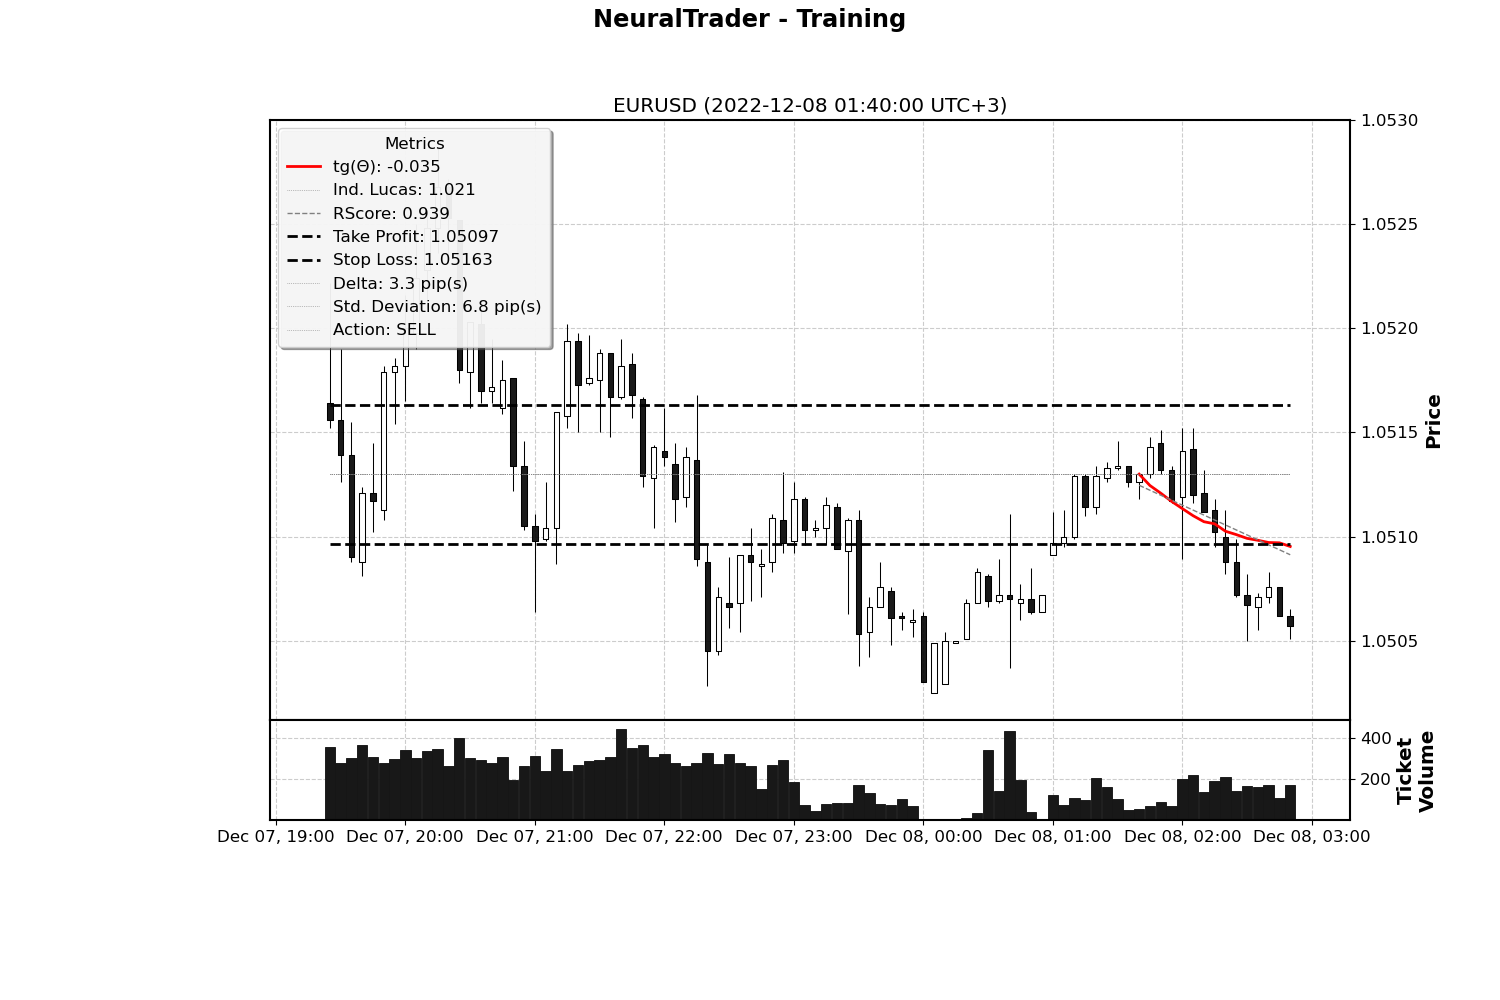 NeuralTrader - Training
EURUSD (2022-12-08 01:40:00 UTC+3)
Metrics
tg(Θ): -0.035
Ind. Lucas: 1.021
RScore: 0.939
Take Profit: 1.05097
Stop Loss: 1.05163
Delta: 3.3 pip(s)
Std. Deviation: 6.8 pip(s)
Action: SELL
1.0530
1.0525
1.0520
1.0515
1.0510
1.0505
Price
400
200
Ticket
Volume
Dec 07, 19:00
Dec 07, 20:00
Dec 07, 21:00
Dec 07, 22:00
Dec 07, 23:00
Dec 08, 00:00
Dec 08, 01:00
Dec 08, 02:00
Dec 08, 03:00